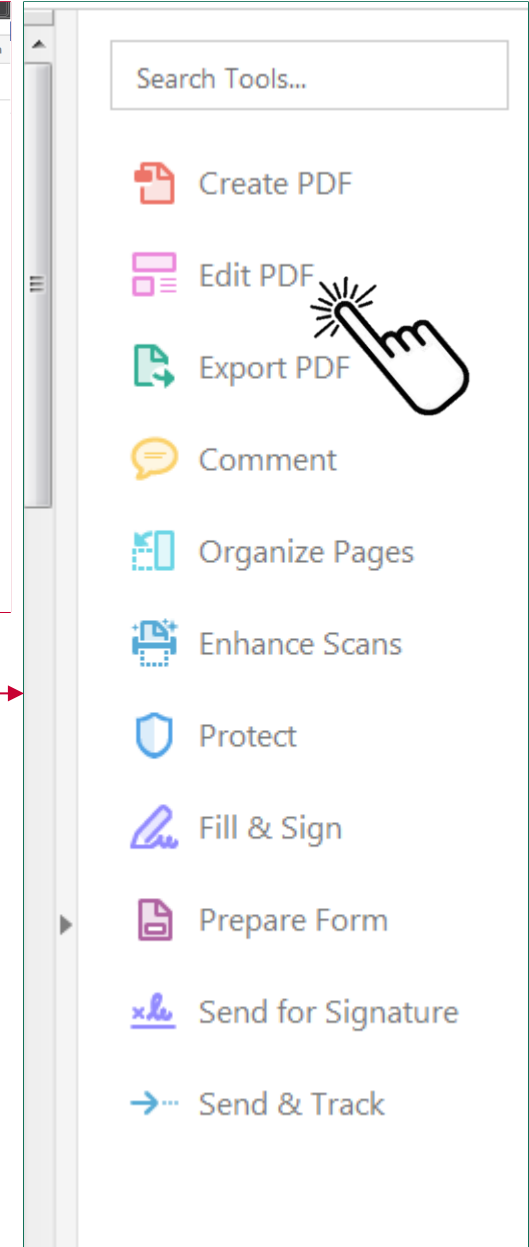 Search Tools...
Create PDF
Edit PDF
Export PDF
Comment
Organize Pages
Enhance Scans
Protect
Fill & Sign
Prepare Form
Send for Signature
Send & Track